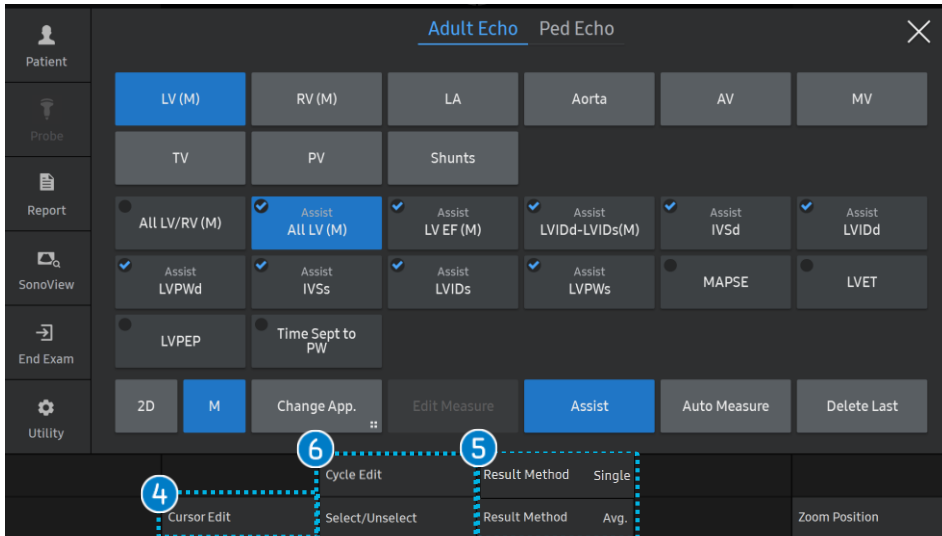 Adult Echo Ped Echo
Patient
LV (M) RV (M) LA Aorta AV MV
Probe
TV PV Shunts
Report
All LV/RV (M)
Assist
All LV (M)
Assist
LV EF (M)
Assist
LVIDd-LVIDs(M)
Assist
IVSd
Assist
LVIDd
SonoView
Assist
LVPWd
Assist
IVSs
Assist
LVIDs
Assist
LVPWs
MAPSE
LVET
End Exam
LVPEP
Time Sept to
PW
Utility
2D M Change App. Edit Measure Assist Auto Measure Delete Last
6 5
Cycle Edit Result Method Single
4
Cursor Edit Select/Unselect Result Method Avg. Zoom Position